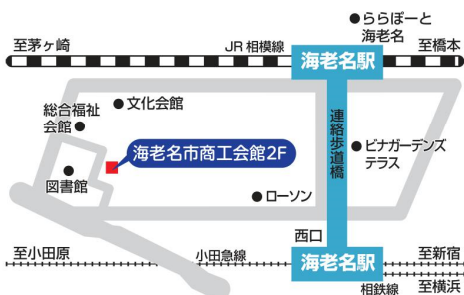 ららぽーと
海老名
至茅ヶ崎
JR相模線
海老名駅
至橋本
文化会館
総合福祉
会館
海老名市商工会館2F
連絡歩道橋
ビナガーデンズ
テラス
図書館
ローソン
西口
至小田原
小田急線
海老名駅
至新宿
相鉄線
至横浜